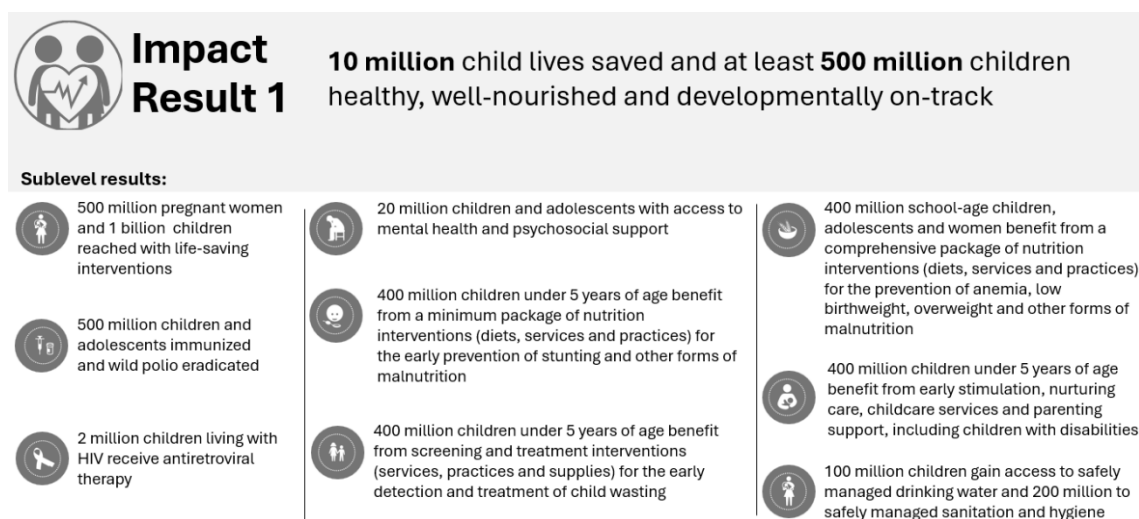 Impact
Result 1
10 million child lives saved and at least 500 million children
healthy, well-nourished and developmentally on-track
Sublevel results:
500 million pregnant women
and 1 billion children
reached with life-saving
interventions
500 million children and
adolescents immunized
and wild polio eradicated
2 million children living with
HIV receive antiretroviral
therapy
20 million children and adolescents with access to
mental health and psychosocial support
400 million children under 5 years of age benefit
from a minimum package of nutrition
interventions (diets, services and practices) for
the early prevention of stunting and other forms of
malnutrition
400 million children under 5 years of age benefit
from screening and treatment interventions
(services, practices and supplies) for the early
detection and treatment of child wasting
400 million school-age children,
adolescents and women benefit from a
comprehensive package of nutrition
interventions (diets, services and practices)
for the prevention of anemia, low
birthweight, overweight and other forms of
malnutrition
400 million children under 5 years of age
benefit from early stimulation, nurturing
care, childcare services and parenting
support, including children with disabilities
100 million children gain access to safely
managed drinking water and 200 million to
safely managed sanitation and hygiene